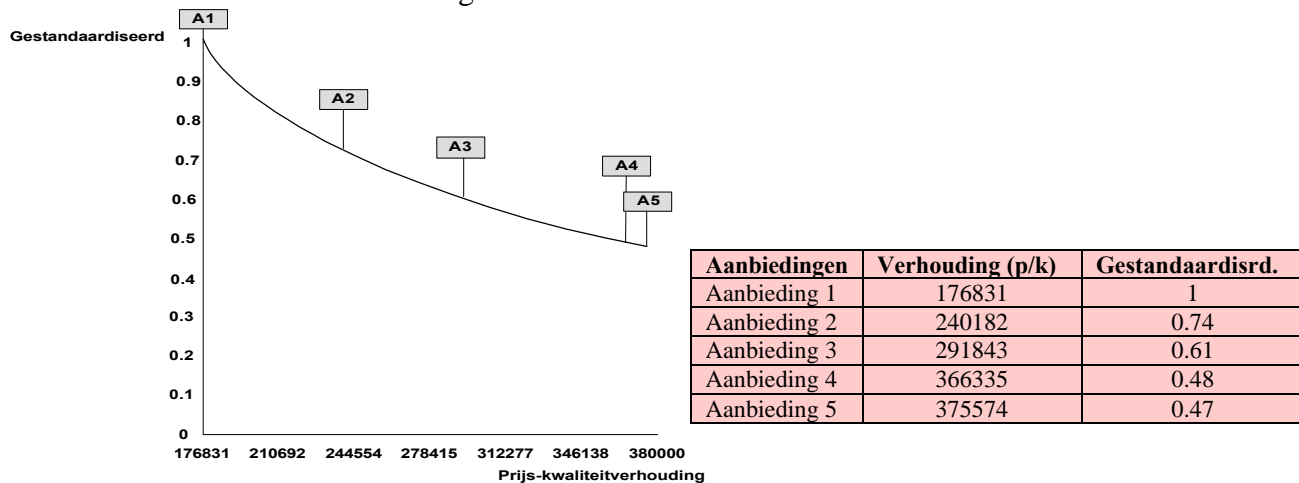 A1
Gestandaardiseerd
1
0.9
A2
0.8
A3
0.7
A4
0.6
A5
0.5
0.4
0.3
0.2
0.1
0
176831 210692 244554 278415 312277 346138 380000
Prijs-kwaliteitverhouding
Aanbiedingen Verhouding (p/k) Gestandaardisrd.
Aanbieding 1 176831 1
Aanbieding 2 240182 0.74
Aanbieding 3 291843 0.61
Aanbieding 4 366335 0.48
Aanbieding 5 375574 0.47